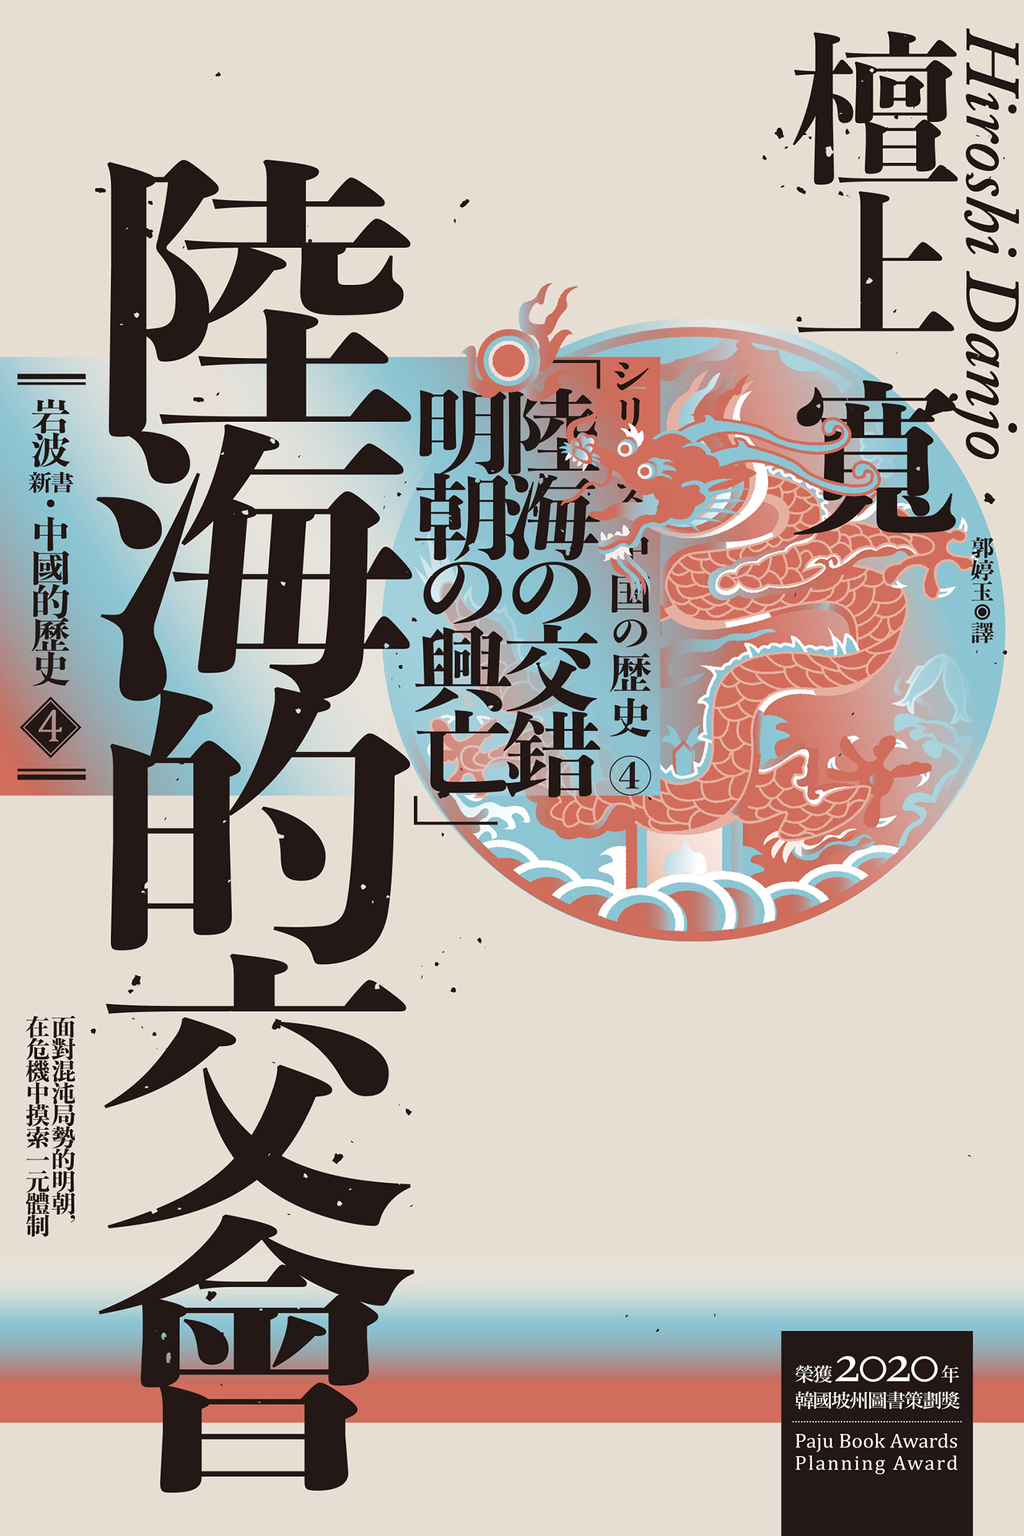 檀上 寬
Hiroshi Danjo
郭婷玉◉譯
シリーズ 中国の歴史④
「陸海の交錯
明朝の興亡」
陸海的交會
岩波新書・中國的歷史
4
面對混沌局勢的明朝,
在危機中摸索一元體制
榮獲2020年
韓國坡州圖書策劃獎
Paju Book Awards
Planning Award